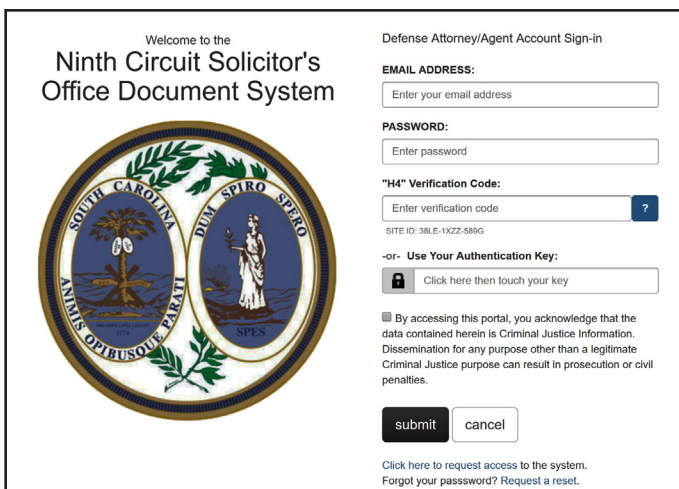 Welcome to the
Ninth Circuit Solicitor's
Office Document System
SOUTH CAROLINA
ANIMIS OPIBUSQUE PARATI
1776
DUM SPIRO SPERO
SPES
Defense Attorney/Agent Account Sign-in
EMAIL ADDRESS:
Enter your email address
PASSWORD:
Enter password
"H4" Verification Code:
Enter verification code
?
SITE ID: 38LE-1XZZ-589G
-or- Use Your Authentication Key:
Click here then touch your key
By accessing this portal, you acknowledge that the
data contained herein is Criminal Justice Information.
Dissemination for any purpose other than a legitimate
Criminal Justice purpose can result in prosecution or civil
penalties.
submit
cancel
Click here to request access to the system.
Forgot your passsword? Request a reset.